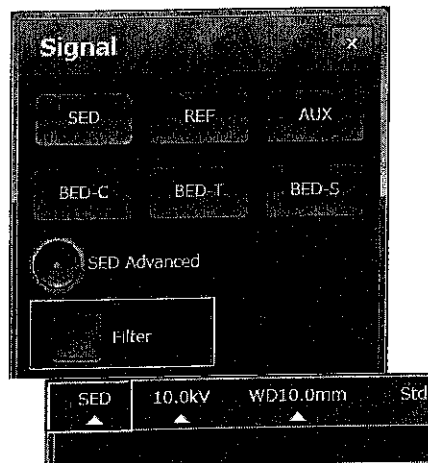 Signal x
SED REF AUX
BED-C BED-T BED-S
SED Advanced
Filter
SED 10.0kV WD10.0mm Std